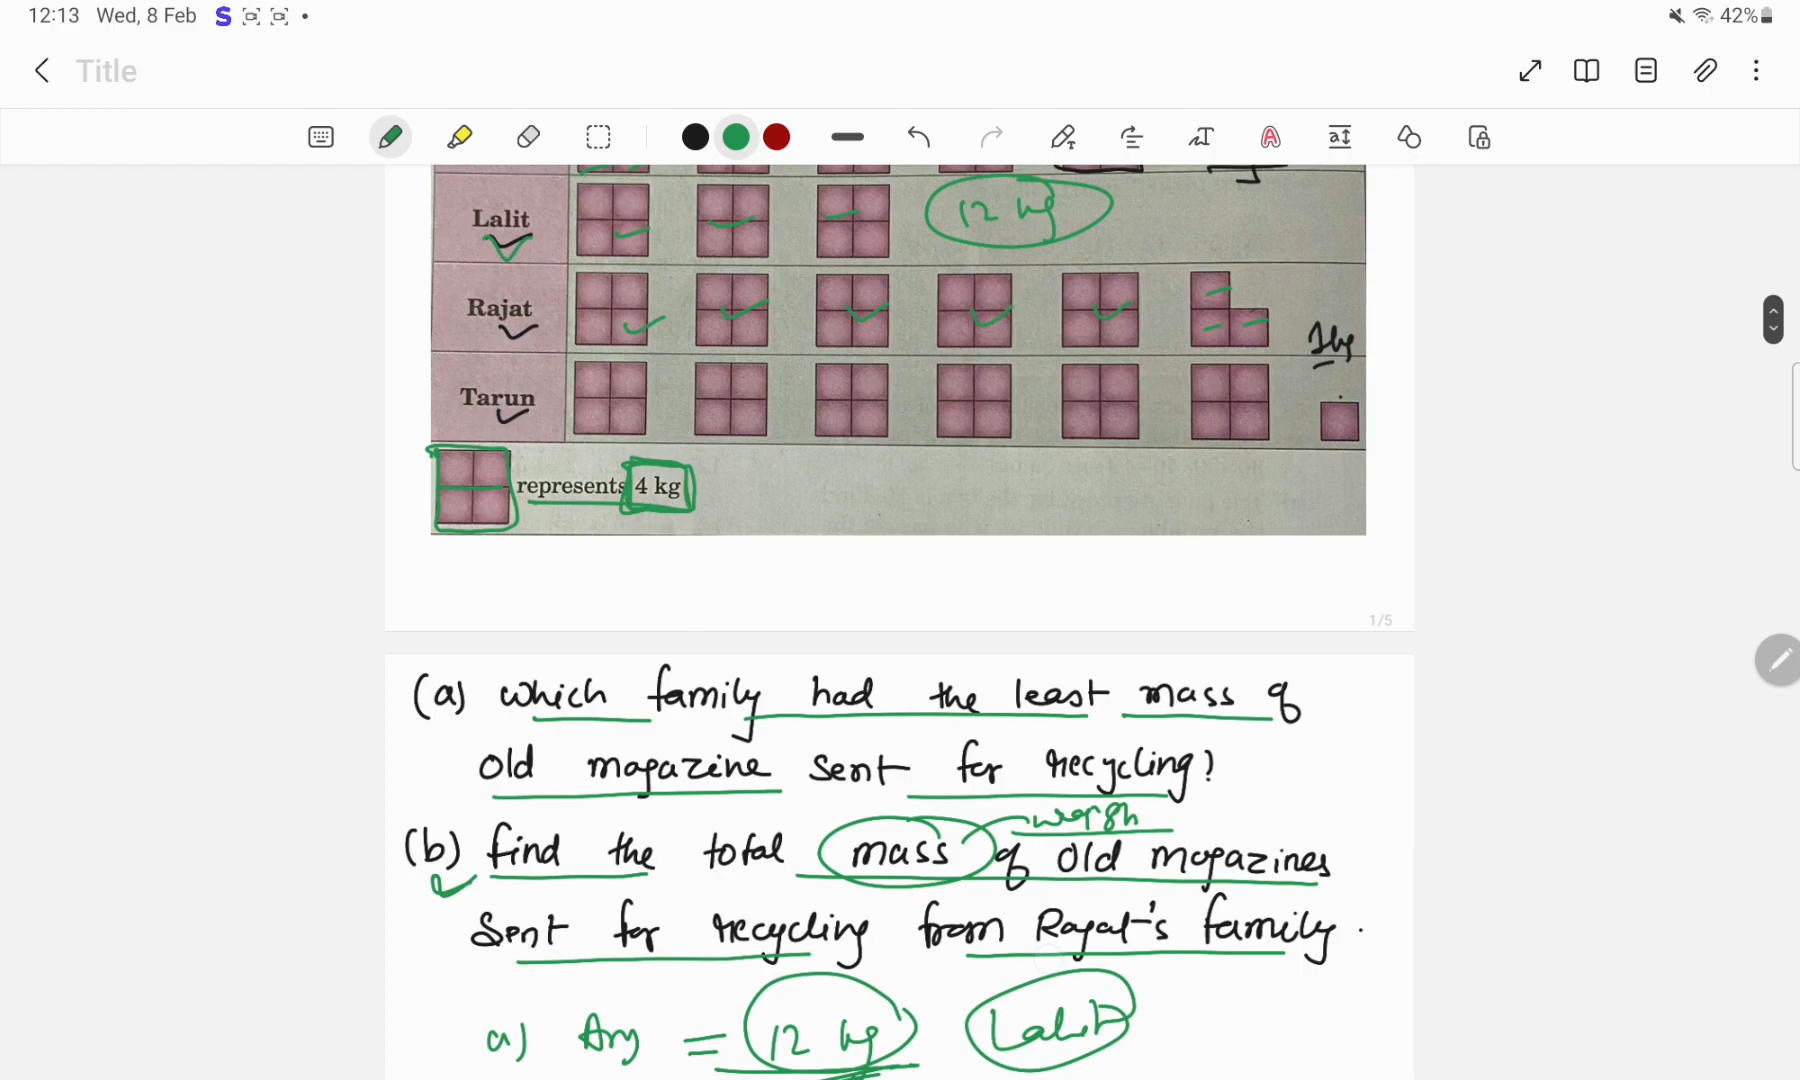 12:13 Wed, 8 Feb S 42%
Title
Lalit 12 kg
Rajat
1kg
Tarun
represents 4 kg
1/5
(a) which family had the least mass of
old magazine sent for recycling?
(b) find the total mass of old magazines
sent for recycling from Rajat's family.
a) Ans = 12 kg Lalit